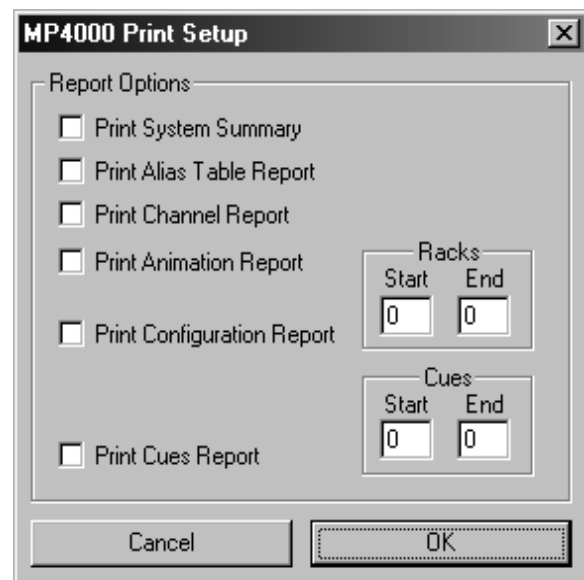 MP4000 Print Setup
Report Options
Print System Summary
Print Alias Table Report
Print Channel Report
Print Animation Report
Racks
Start End
0 0
Print Configuration Report
Cues
Start End
0 0
Print Cues Report
Cancel OK